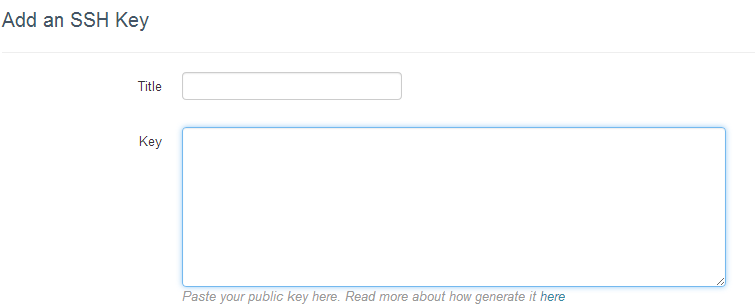 Add an SSH Key
Title
Key
Paste your public key here. Read more about how generate it here